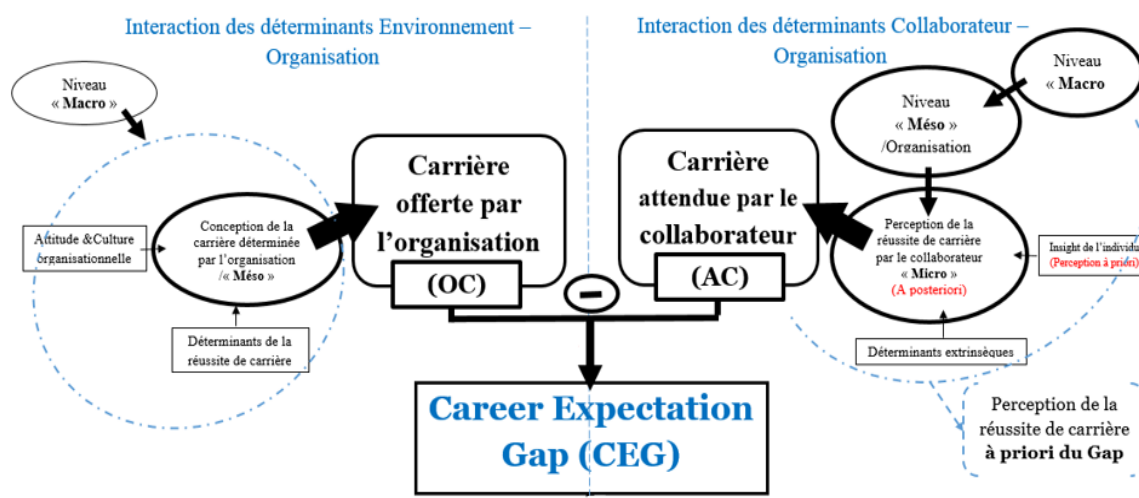 Interaction des déterminants Environnement –
Organisation
Niveau
« Macro »
Attitude &Culture
organisationnelle
Conception de la
carrière déterminée
par l'organisation
/« Méso »
Déterminants de la
réussite de carrière
Carrière
offerte par
l'organisation
(OC)
Interaction des déterminants Collaborateur –
Organisation
Niveau
« Macro
Niveau
« Méso »
/Organisation
Carrière
attendue par le
collaborateur
(AC)
Perception de la
réussite de carrière
par le collaborateur
« Micro »
(A posteriori)
Insight de l'individu
(Perception à priori)
Déterminants extrinsèques
Perception de la
réussite de carrière
à priori du Gap
–
Career Expectation
Gap (CEG)